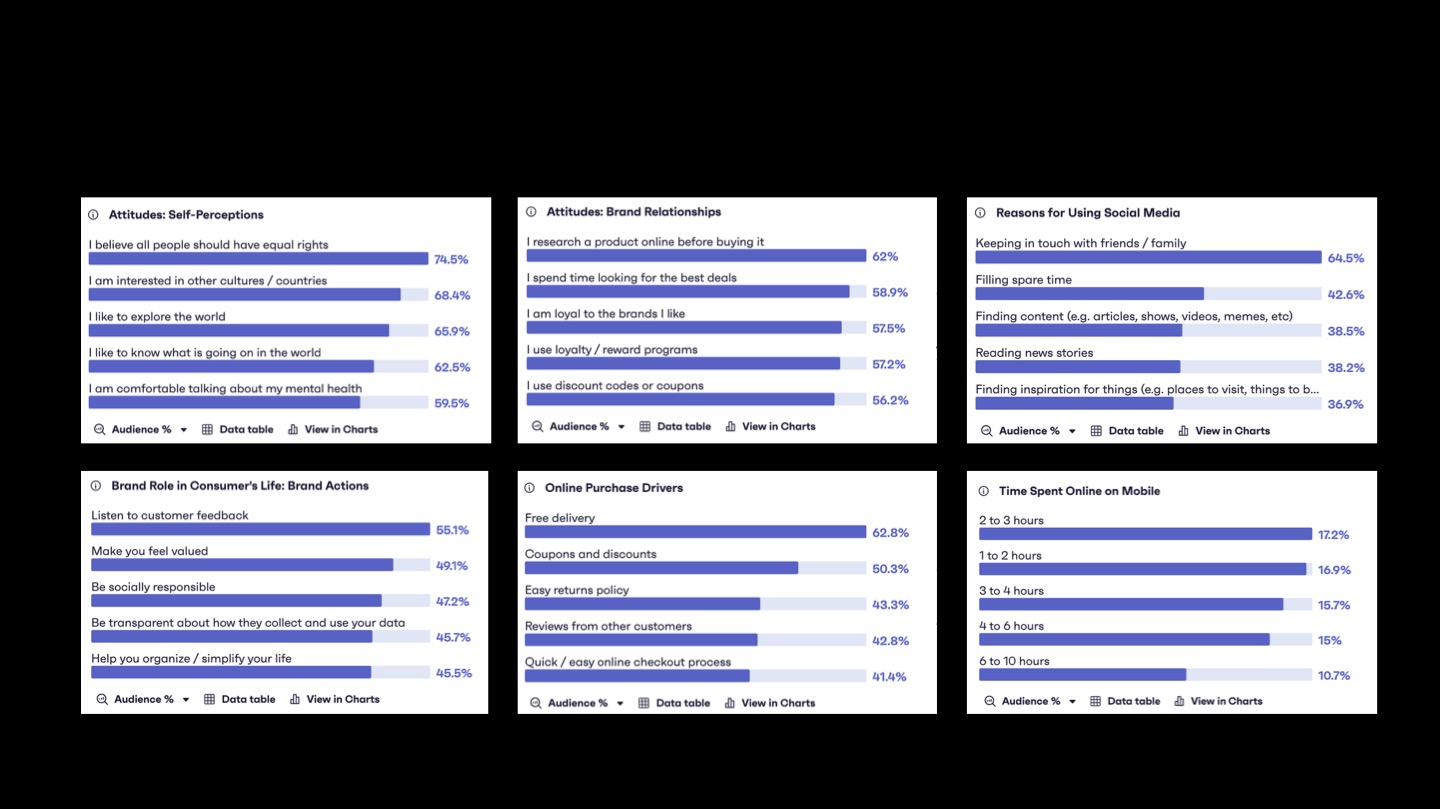 Attitudes: Self-Perceptions
I believe all people should have equal rights
74.5%
I am interested in other cultures / countries
68.4%
I like to explore the world
65.9%
I like to know what is going on in the world
62.5%
I am comfortable talking about my mental health
59.5%
Audience % Data table View in Charts
Attitudes: Brand Relationships
I research a product online before buying it
62%
I spend time looking for the best deals
58.9%
I am loyal to the brands I like
57.5%
I use loyalty / reward programs
57.2%
I use discount codes or coupons
56.2%
Audience % Data table View in Charts
Reasons for Using Social Media
Keeping in touch with friends / family
64.5%
Filling spare time
42.6%
Finding content (e.g. articles, shows, videos, memes, etc)
38.5%
Reading news stories
38.2%
Finding inspiration for things (e.g. places to visit, things to b...
36.9%
Audience % Data table View in Charts
Brand Role in Consumer's Life: Brand Actions
Listen to customer feedback
55.1%
Make you feel valued
49.1%
Be socially responsible
47.2%
Be transparent about how they collect and use your data
45.7%
Help you organize / simplify your life
45.5%
Audience % Data table View in Charts
Online Purchase Drivers
Free delivery
62.8%
Coupons and discounts
50.3%
Easy returns policy
43.3%
Reviews from other customers
42.8%
Quick / easy online checkout process
41.4%
Audience % Data table View in Charts
Time Spent Online on Mobile
2 to 3 hours
17.2%
1 to 2 hours
16.9%
3 to 4 hours
15.7%
4 to 6 hours
15%
6 to 10 hours
10.7%
Audience % Data table View in Charts